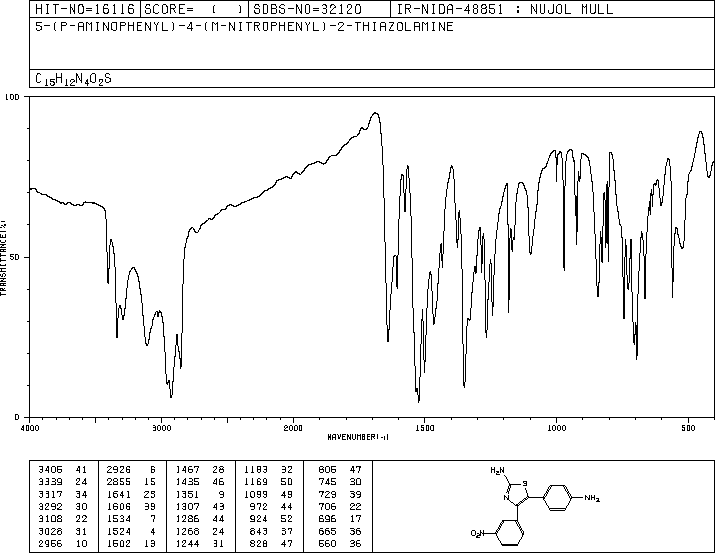 HIT-NO=16116 SCORE= ( ) SDBS-NO=32120 IR-NIDA-48851 : NUJOL MULL
5-(P-AMINOPHENYL)-4-(M-NITROPHENYL)-2-THIAZOLAMINE
C15H12N4O2S
100
50
0
TRANSMITTANCE(%)
4000 3000 2000 1500 1000 500
WAVENUMBER(-1)
3405 41 2926 6 1467 28 1183 32 806 47
3339 24 2855 15 1435 46 1169 50 745 30
3317 34 1641 23 1351 9 1099 49 729 39
3292 30 1606 39 1307 43 972 44 706 22
3108 22 1534 7 1286 44 924 52 696 17
3028 31 1524 4 1268 24 843 37 665 36
2956 10 1502 13 1244 31 828 47 560 36
H2N
S
N
NH2
O2N